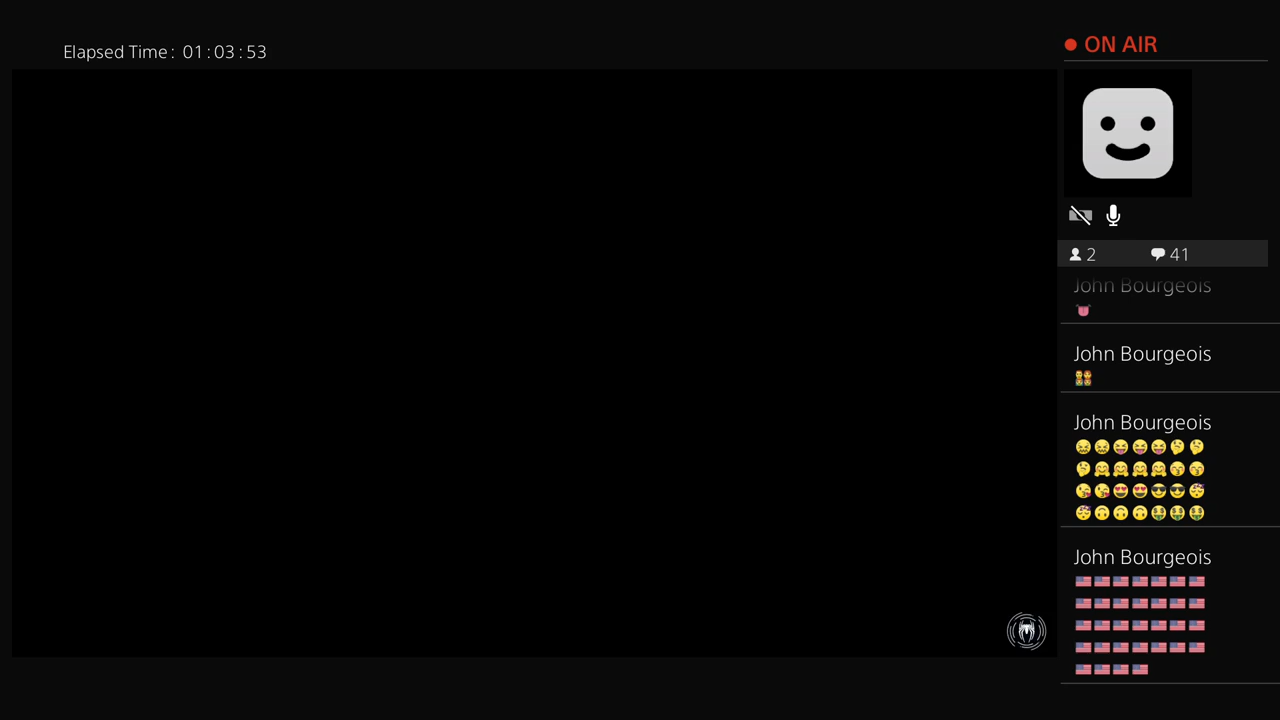 Elapsed Time: 01:03:53
ON AIR
2
41
John Bourgeois
👅
John Bourgeois
👫
John Bourgeois
😖😖😝😝😝🤔🤔
🤔🤗🤗🤗🤗😚😚
😘😘😍😍😎😎😴
😴🙃🙃🙃🤑🤑🤑
John Bourgeois
🇺🇸🇺🇸🇺🇸🇺🇸🇺🇸🇺🇸🇺🇸
🇺🇸🇺🇸🇺🇸🇺🇸🇺🇸🇺🇸🇺🇸
🇺🇸🇺🇸🇺🇸🇺🇸🇺🇸🇺🇸🇺🇸
🇺🇸🇺🇸🇺🇸🇺🇸🇺🇸🇺🇸🇺🇸
🇺🇸🇺🇸🇺🇸🇺🇸